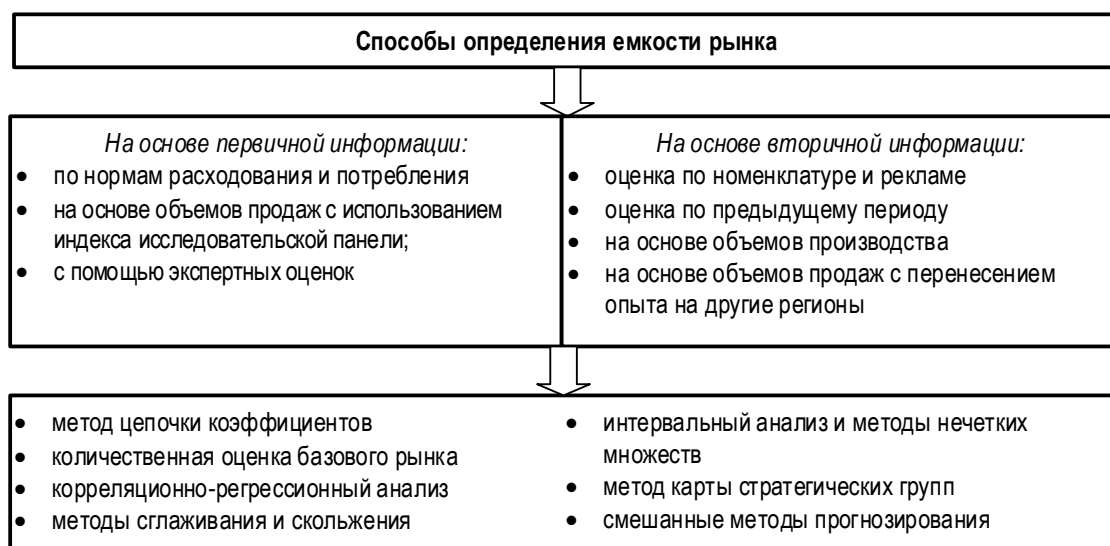 Способы определения емкости рынка
На основе первичной информации:
• по нормам расходования и потребления
• на основе объемов продаж с использованием
индекса исследовательской панели;
• с помощью экспертных оценок
На основе вторичной информации:
• оценка по номенклатуре и рекламе
• оценка по предыдущему периоду
• на основе объемов производства
• на основе объемов продаж с перенесением
опыта на другие регионы
• метод цепочки коэффициентов
• количественная оценка базового рынка
• корреляционно-регрессионный анализ
• методы сглаживания и скольжения
• интервальный анализ и методы нечетких
множеств
• метод карты стратегических групп
• смешанные методы прогнозирования